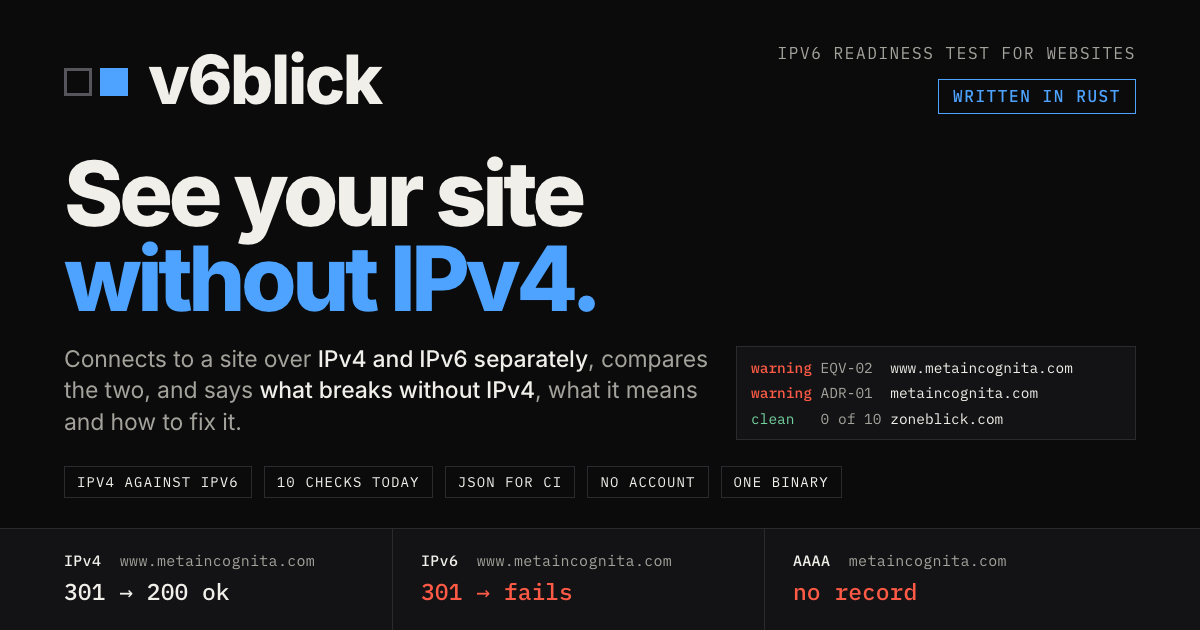 v6blick
IPV6 READINESS TEST FOR WEBSITES
WRITTEN IN RUST
See your site
without IPv4.
Connects to a site over IPv4 and IPv6 separately, compares
the two, and says what breaks without IPv4, what it means
and how to fix it.
warning EQV-02 www.metaincognita.com
warning ADR-01 metaincognita.com
clean 0 of 10 zoneblick.com
IPV4 AGAINST IPV6
10 CHECKS TODAY
JSON FOR CI
NO ACCOUNT
ONE BINARY
IPv4 www.metaincognita.com
301 → 200 ok
IPv6 www.metaincognita.com
301 → fails
AAAA metaincognita.com
no record